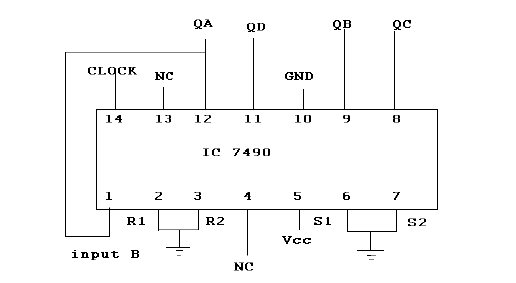 QA QD QB QC
CLOCK NC GND
14 13 12 11 10 9 8
IC 7490
1 2 3 4 5 6 7
R1 R2 S1 S2
Vcc
input B
NC